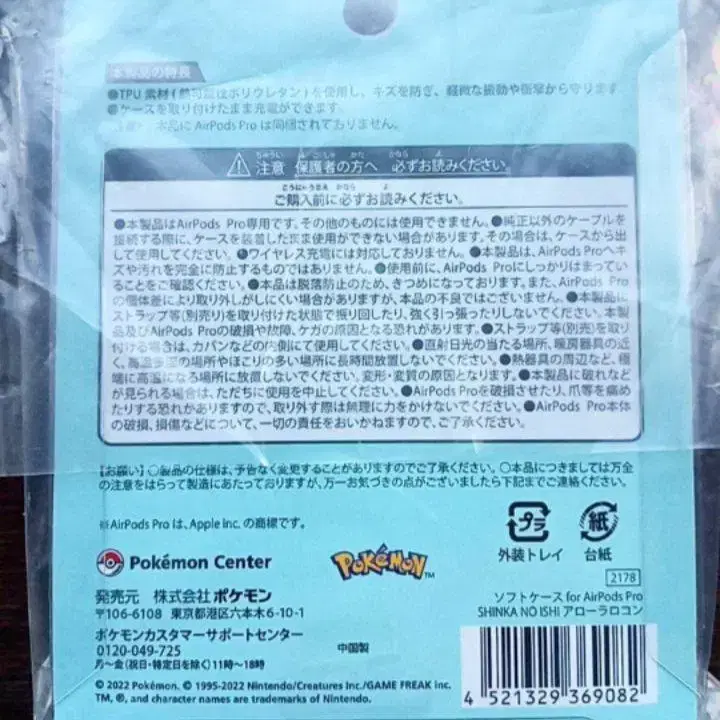 本製品の特長
●TPU 素材(熱可塑性ポリウレタン)を使用し、キズを防ぎ、軽微な振動や衝撃から守ります。
●ケースを取り付けたまま充電ができます。
本品に AirPods Pro は同梱されておりません。
注意 保護者の方へ 必ずお読みください。
ご購入前に必ずお読みください。
●本製品はAirPods Pro専用です。その他のものには使用できません。●純正以外のケーブルを
接続する際に、ケースを装着したまま使用ができない場合があります。その場合は、ケースから出
して使用してください。●ワイヤレス充電には対応しておりません。●本製品は、AirPods Proへキ
ズや汚れを完全に防止するものではありません。●使用前に、AirPods Proにしっかりはまってい
ることをご確認ください。●本品は脱落防止のため、きつめになっております。また、AirPods Pro
の個体差により取り外しがしにくい場合がありますが、本品の不良ではございません。●本製品に
ストラップ等(別売り)を取り付けた状態で振り回したり、強く引っ張ったりしないでください。本製
品及びAirPods Proの破損や故障、ケガの原因となる恐れがあります。●ストラップ等(別売)を取り
付ける場合は、カバンなどの内側にて使用してください。●直射日光の当たる場所、暖房器具の近
く、高温多湿の場所やほこりの多い場所に長時間放置しないでください。●熱器具の周辺など、極
端に高温になる場所に放置しないでください。変形・変質の原因となります。●本製品に破れなど
が見られる場合は、ただちに使用を中止してください。●AirPods Proを破損させたり、爪等を痛め
たりする恐れがありますので、取り外す際は無理に力をかけないでください。●AirPods Pro本体
の破損、損傷などについて、一切の責任をおいかねますので、ご了承ください。
【お願い】○製品の仕様は、予告なく変更することがありますのでご了承ください。○本品につきましては万全
の注意をはらって製造にあたっておりますが、万一お気づきの点がございましたら下記までご連絡ください。
※AirPods Pro は、Apple Inc. の商標です。
プラ
外装トレイ
紙
台紙
Pokémon Center
POKéMON™
発売元 株式会社 ポケモン
〒106-6108 東京都港区六本木6-10-1
ポケモンカスタマーサポートセンター
0120-049-725
月〜金(祝日・特定日を除く)11時〜18時
中国製
© 2022 Pokémon. © 1995-2022 Nintendo/Creatures Inc./GAME FREAK inc.
TM, ®, and character names are trademarks of Nintendo.
2178
ソフトケース for AirPods Pro
SHINKA NO ISHI アローラロコン
4 521329 369082